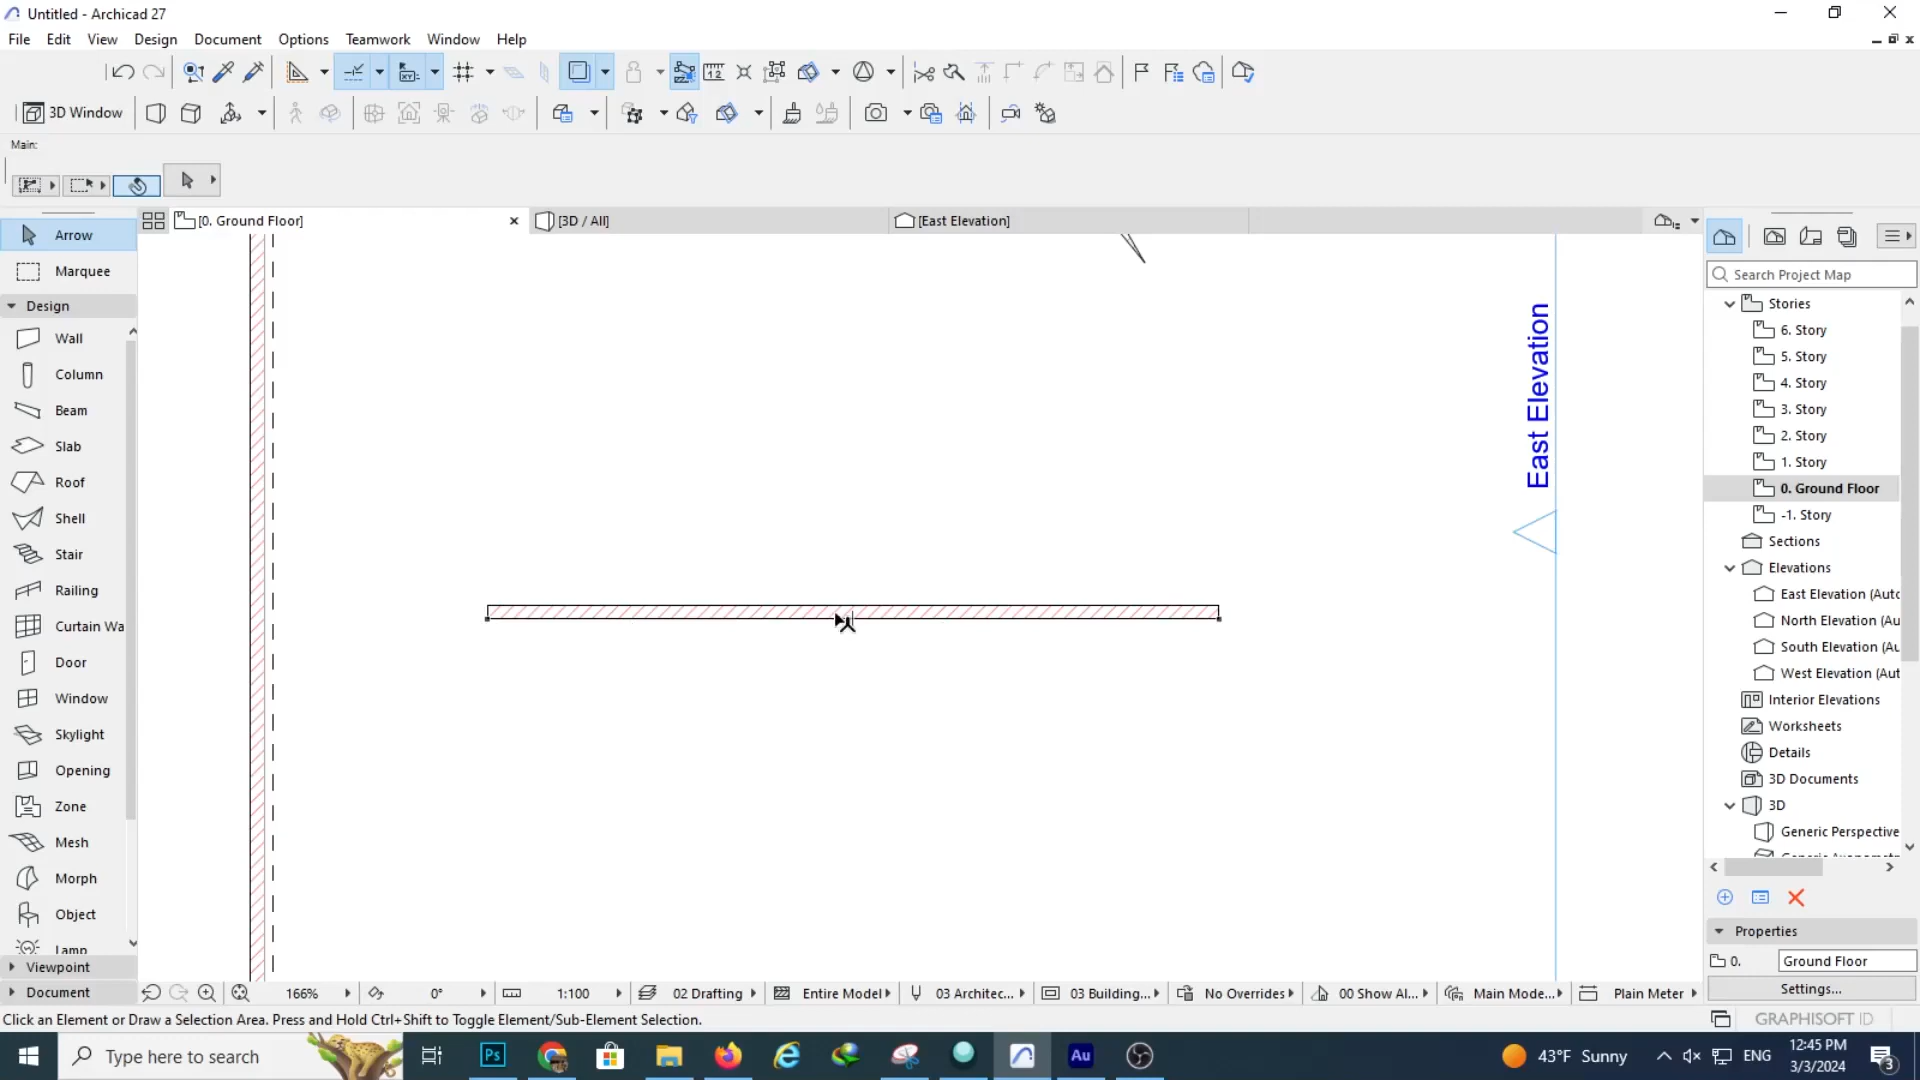 Untitled - Archicad 27
File Edit View Design Document Options Teamwork Window Help
3D Window
Main:
[0. Ground Floor]
[3D / All]
[East Elevation]
Arrow
Marquee
Design
Wall
Column
Beam
Slab
Roof
Shell
Stair
Railing
Curtain Wa
Door
Window
Skylight
Opening
Zone
Mesh
Morph
Object
Lamp
Viewpoint
Document
East Elevation
Search Project Map
Stories
6. Story
5. Story
4. Story
3. Story
2. Story
1. Story
0. Ground Floor
-1. Story
Sections
Elevations
East Elevation (Auto
North Elevation (Au
South Elevation (Au
West Elevation (Aut
Interior Elevations
Worksheets
Details
3D Documents
3D
Generic Perspective
Properties
0. Ground Floor
Settings...
166% 0° 1:100 02 Drafting Entire Model 03 Architec... 03 Building... No Overrides 00 Show Al... Main Mode... Plain Meter
Click an Element or Draw a Selection Area. Press and Hold Ctrl+Shift to Toggle Element/Sub-Element Selection.
GRAPHISOFT ID
Type here to search
Ps
Au
43°F Sunny
ENG
12:45 PM
3/3/2024
3